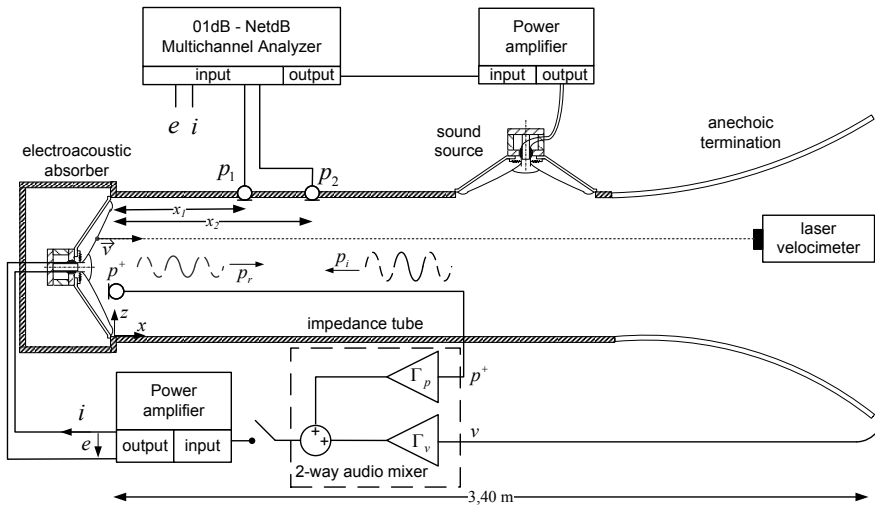 01dB - NetdB
Multichannel Analyzer
input
output
Power
amplifier
input
output
e
i
sound
source
anechoic
termination
electroacoustic
absorber
p1
p2
x1
x2
v
laser
velocimeter
p+
pr
pi
z
x
impedance tube
Γp
p+
Power
amplifier
i
e
output
input
+
+
Γv
v
2-way audio mixer
3,40 m